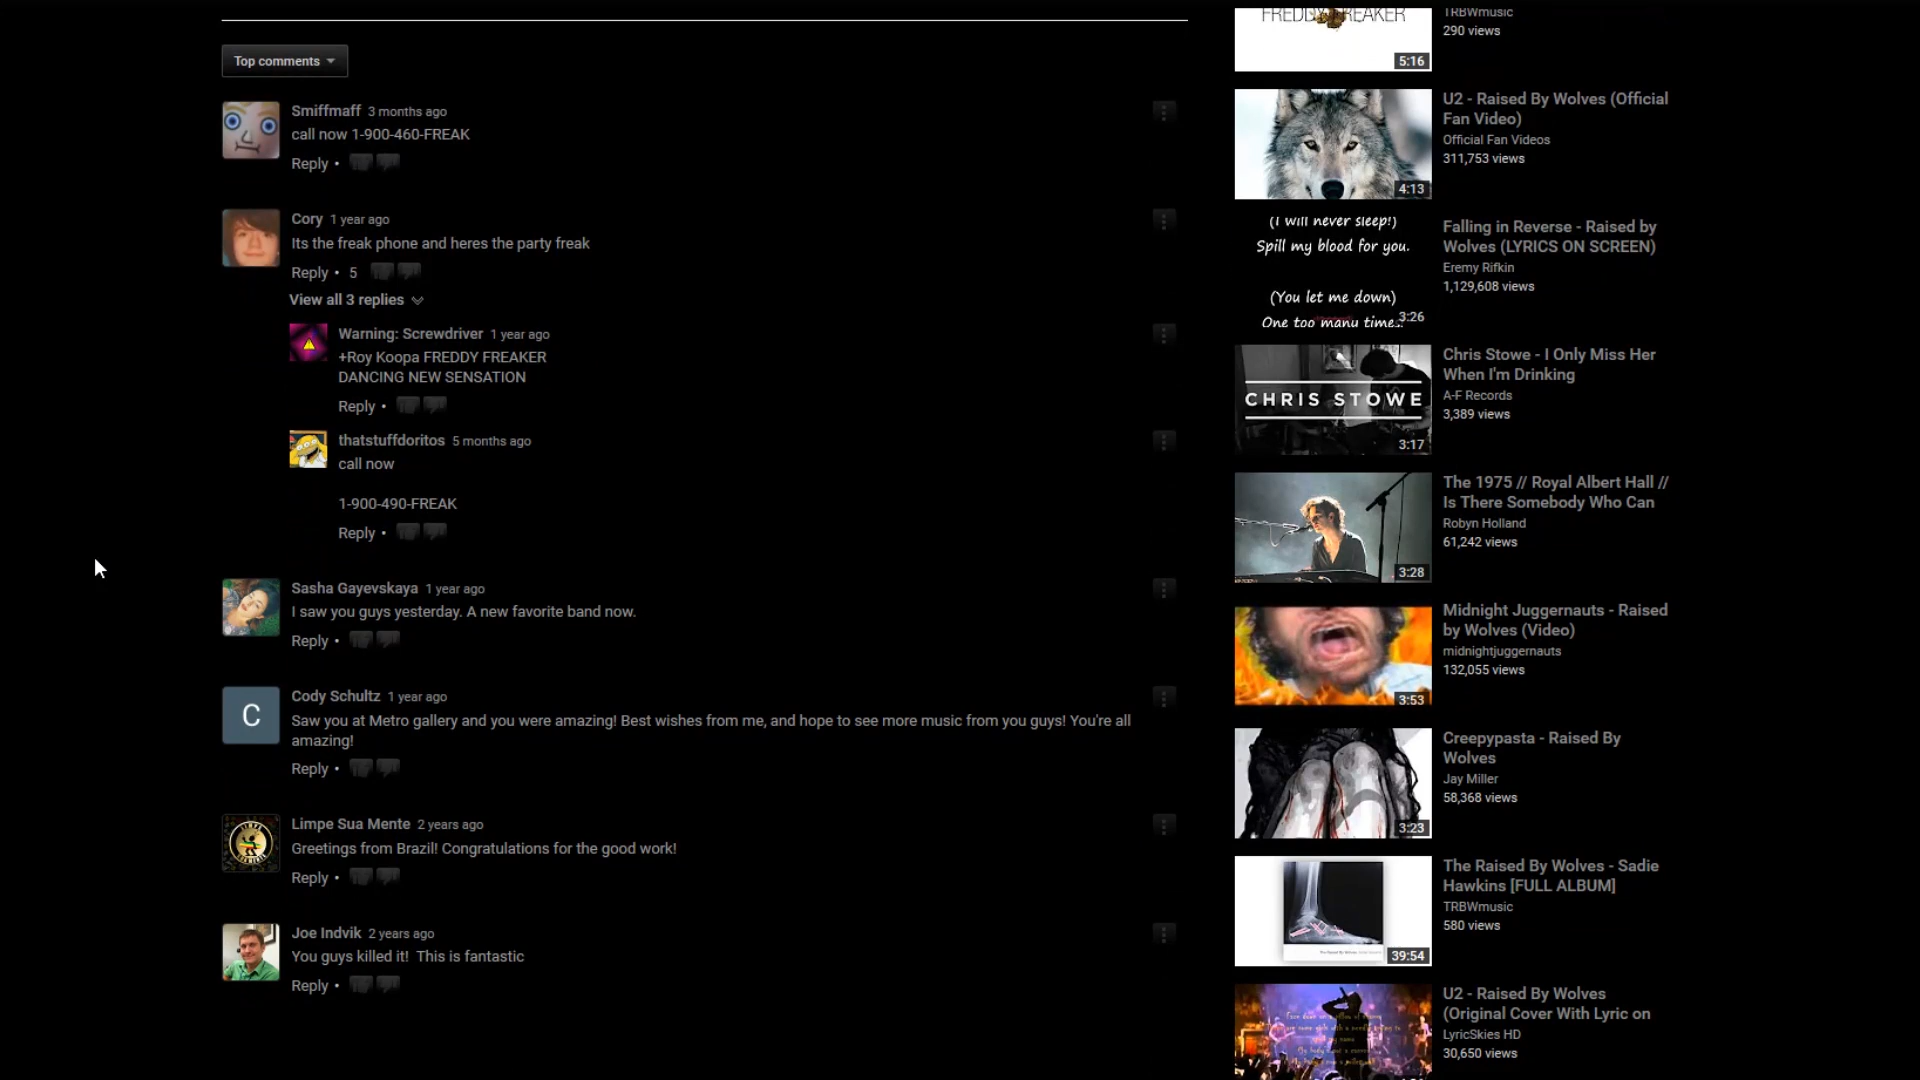 Top comments
Smiffmaff 3 months ago
call now 1-900-460-FREAK
Reply •
Cory 1 year ago
Its the freak phone and heres the party freak
Reply • 5
View all 3 replies
Warning: Screwdriver 1 year ago
+Roy Koopa FREDDY FREAKER
DANCING NEW SENSATION
Reply •
thatstuffdoritos 5 months ago
call now
1-900-490-FREAK
Reply •
Sasha Gayevskaya 1 year ago
I saw you guys yesterday. A new favorite band now.
Reply •
C
Cody Schultz 1 year ago
Saw you at Metro gallery and you were amazing! Best wishes from me, and hope to see more music from you guys! You're all
amazing!
Reply •
Limpe Sua Mente 2 years ago
Greetings from Brazil! Congratulations for the good work!
Reply •
Joe Indvik 2 years ago
You guys killed it!  This is fantastic
Reply •
FREDDY FREAKER
5:16
TRBWmusic
290 views
4:13
U2 - Raised By Wolves (Official
Fan Video)
Official Fan Videos
311,753 views
(I will never sleep!)
Spill my blood for you.
(You let me down)
One too many times.
3:26
Falling in Reverse - Raised by
Wolves (LYRICS ON SCREEN)
Eremy Rifkin
1,129,608 views
CHRIS STOWE
3:17
Chris Stowe - I Only Miss Her
When I'm Drinking
A-F Records
3,389 views
3:28
The 1975 // Royal Albert Hall //
Is There Somebody Who Can
Robyn Holland
61,242 views
3:53
Midnight Juggernauts - Raised
by Wolves (Video)
midnightjuggernauts
132,055 views
3:23
Creepypasta - Raised By
Wolves
Jay Miller
58,368 views
39:54
The Raised By Wolves - Sadie
Hawkins [FULL ALBUM]
TRBWmusic
580 views
U2 - Raised By Wolves
(Original Cover With Lyric on
LyricSkies HD
30,650 views